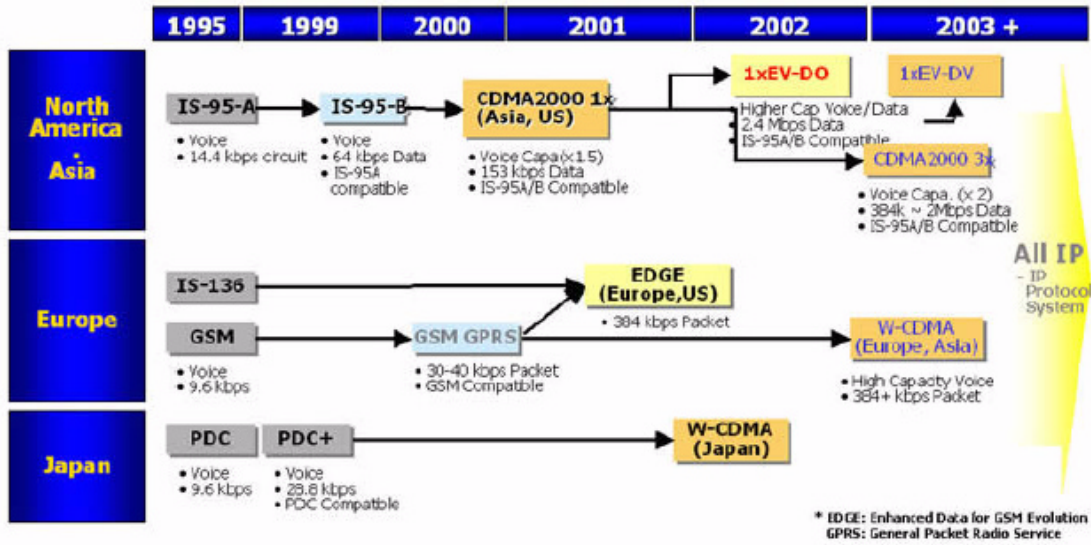 1995 1999 2000 2001 2002 2003 +
North
America
.
Asia
IS-95-A
• Voice
• 14.4 kbps circuit
IS-95-B
• Voice
• 64 kbps Data
• IS-95A
compatible
CDMA2000 1x
(Asia, US)
• Voice Capa(x1.5)
• 153 kbps Data
• IS-95A/B Compatible
1xEV-DO
• Higher Cap Voice/Data
• 2.4 Mbps Data
• IS-95A/B Compatible
1xEV-DV
CDMA2000 3x
• Voice Capa. (x 2)
• 384k ~ 2Mbps Data
• IS-95A/B Compatible
Europe
IS-136
GSM
• Voice
• 9.6 kbps
GSM GPRS
• 30-40 kbps Packet
• GSM Compatible
EDGE
(Europe,US)
• 384 kbps Packet
W-CDMA
(Europe, Asia)
• High Capacity Voice
• 384+ kbps Packet
All IP
- IP
Protocol
System
Japan
PDC
• Voice
• 9.6 kbps
PDC+
• Voice
• 28.8 kbps
• PDC Compatible
W-CDMA
(Japan)
* EDGE: Enhanced Data for GSM Evolution
GPRS: General Packet Radio Service